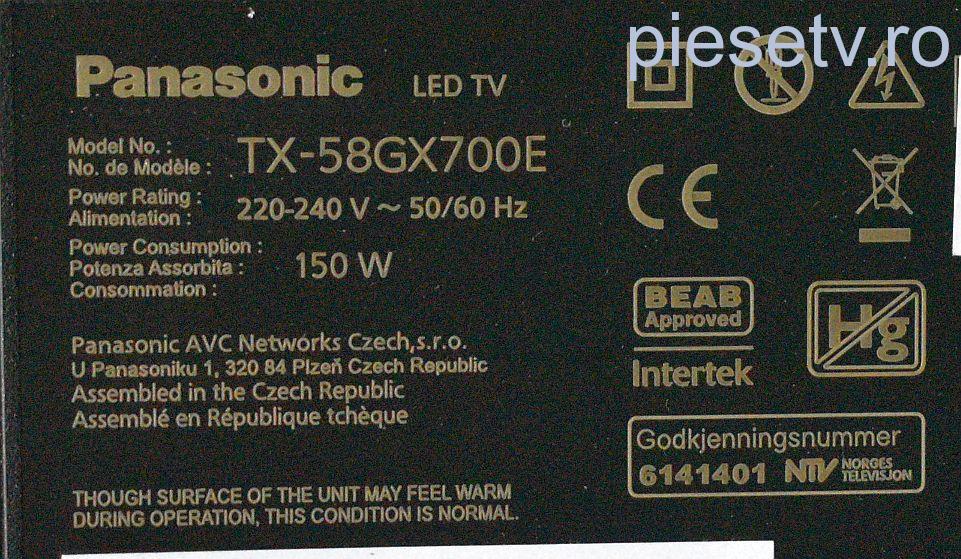 piesetv.ro
Panasonic LED TV
Model No. :
No. de Modèle : TX-58GX700E
Power Rating :
Alimentation : 220-240 V ~ 50/60 Hz
Power Consumption :
Potenza Assorbita : 150 W
Consommation :
Panasonic AVC Networks Czech,s.r.o.
U Panasoniku 1, 320 84 Plzeň Czech Republic
Assembled in the Czech Republic
Assemblé en République tchèque
THOUGH SURFACE OF THE UNIT MAY FEEL WARM
DURING OPERATION, THIS CONDITION IS NORMAL.
CE
BEAB
Approved
Intertek
Hg
Godkjenningsnummer
6141401 NTV NORGES
TELEVISJON